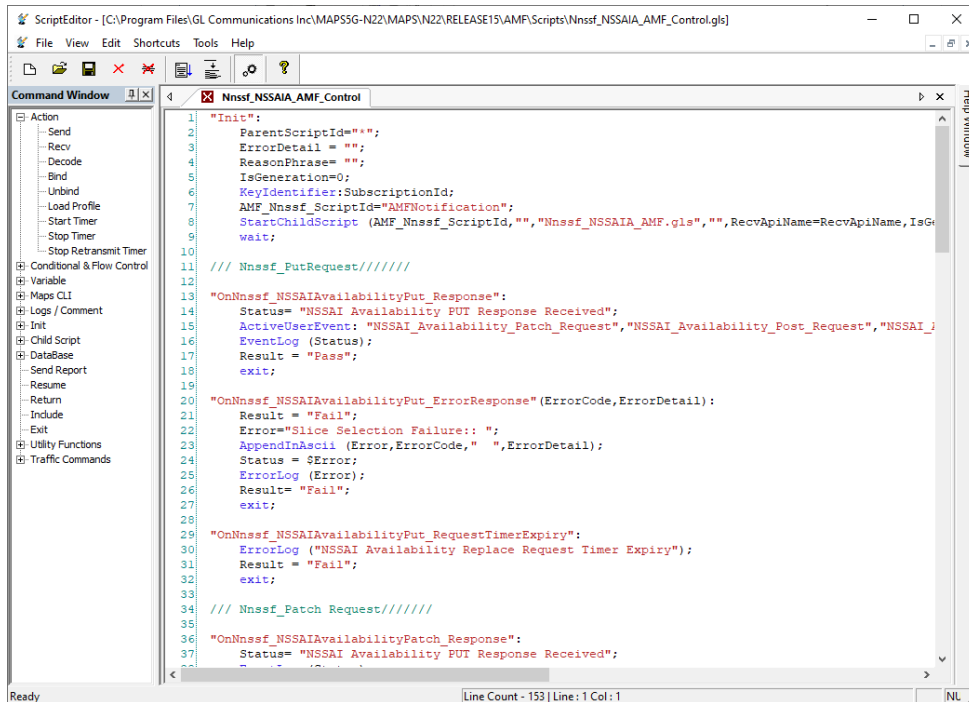 ScriptEditor - [C:\Program Files\GL Communications Inc\MAPS5G-N22\MAPS\N22\RELEASE15\AMF\Scripts\Nnssf_NSSAIA_AMF_Control.gls]
File View Edit Shortcuts Tools Help
Command Window
Nnssf_NSSAIA_AMF_Control
Help Window
Action
Send
Recv
Decode
Bind
Unbind
Load Profile
Start Timer
Stop Timer
Stop Retransmit Timer
Conditional & Flow Control
Variable
Maps CLI
Logs / Comment
Init
Child Script
DataBase
Send Report
Resume
Return
Include
Exit
Utility Functions
Traffic Commands
1 "Init":
2 ParentScriptId="*";
3 ErrorDetail = "";
4 ReasonPhrase= "";
5 IsGeneration=0;
6 KeyIdentifier:SubscriptionId;
7 AMF_Nnssf_ScriptId="AMFNotification";
8 StartChildScript (AMF_Nnssf_ScriptId,"","Nnssf_NSSAIA_AMF.gls","",RecvApiName=RecvApiName,IsGe
9 wait;
10
11 /// Nnssf_PutRequest///////
12
13 "OnNnssf_NSSAIAvailabilityPut_Response":
14 Status= "NSSAI Availability PUT Response Received";
15 ActiveUserEvent: "NSSAI_Availability_Patch_Request","NSSAI_Availability_Post_Request","NSSAI_A
16 EventLog (Status);
17 Result = "Pass";
18 exit;
19
20 "OnNnssf_NSSAIAvailabilityPut_ErrorResponse"(ErrorCode,ErrorDetail):
21 Result = "Fail";
22 Error="Slice Selection Failure:: ";
23 AppendInAscii (Error,ErrorCode,"  ",ErrorDetail);
24 Status = $Error;
25 ErrorLog (Error);
26 Result= "Fail";
27 exit;
28
29 "OnNnssf_NSSAIAvailabilityPut_RequestTimerExpiry":
30 ErrorLog ("NSSAI Availability Replace Request Timer Expiry");
31 Result = "Fail";
32 exit;
33
34 /// Nnssf_Patch Request///////
35
36 "OnNnssf_NSSAIAvailabilityPatch_Response":
37 Status= "NSSAI Availability PUT Response Received";
Ready
Line Count - 153 | Line : 1 Col : 1
NL